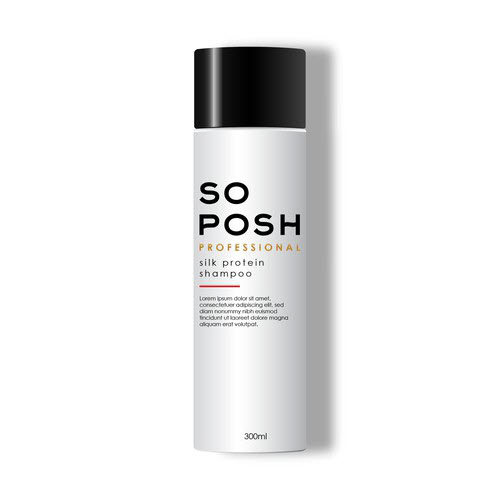 SO
POSH
PROFESSIONAL
silk protein
shampoo
Lorem ipsum dolor sit amet,
consectetuer adipiscing elit, sed
diam nonummy nibh euismod
tincidunt ut laoreet dolore magna
aliquam erat volutpat.
300ml